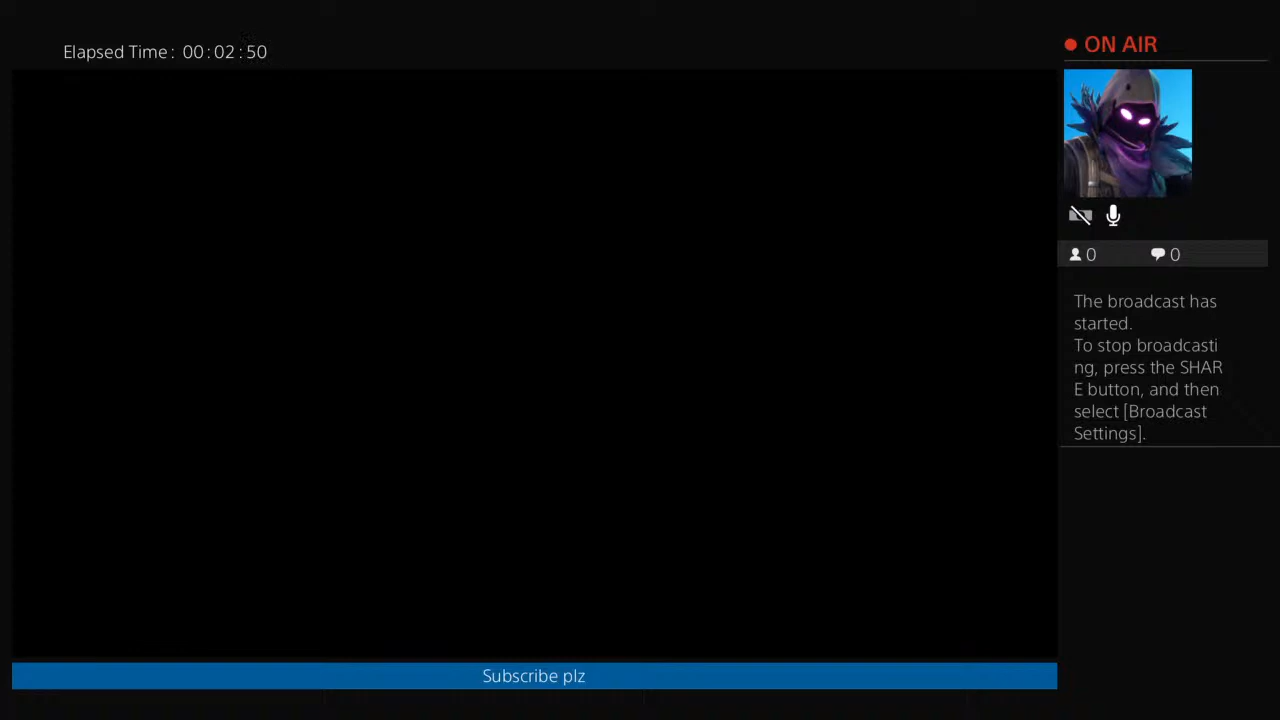 Elapsed Time: 00:02:50
ON AIR
0 0
The broadcast has
started.
To stop broadcasti
ng, press the SHAR
E button, and then
select [Broadcast
Settings].
Subscribe plz